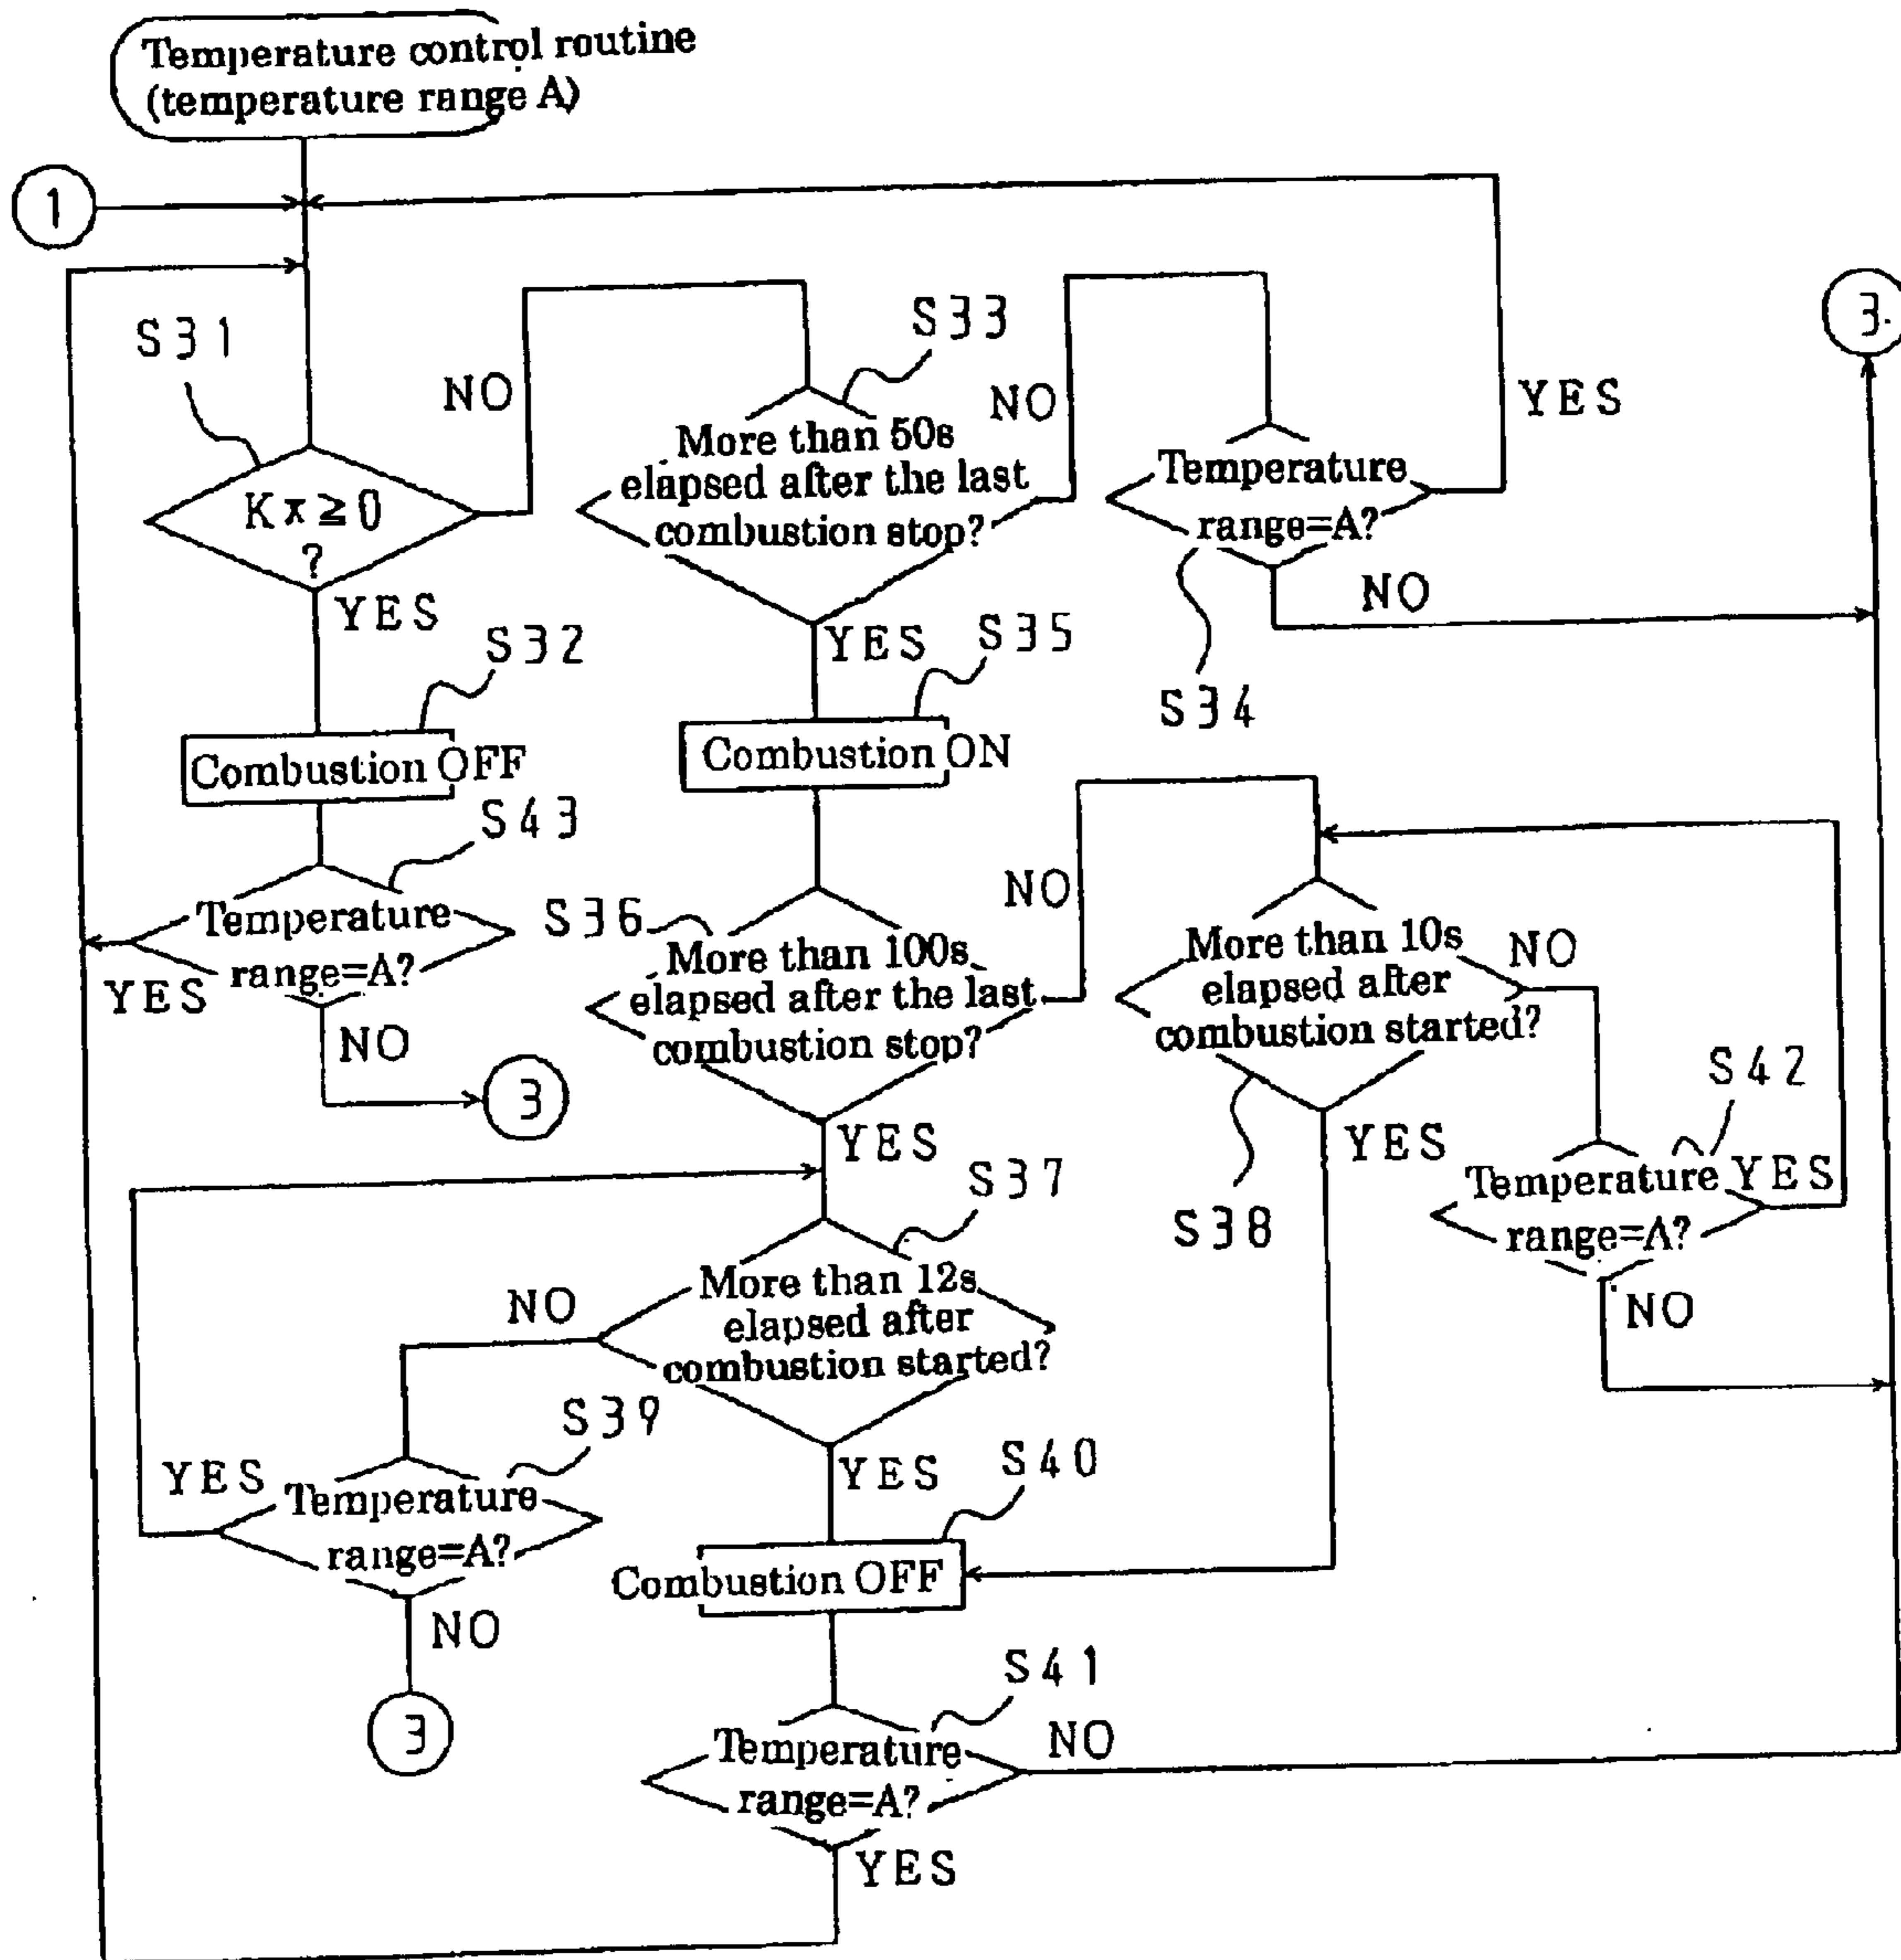 Temperature control routine
(temperature range A)
1
3
S31
NO
S33
NO
YES
Kx≥0
?
More than 50s
elapsed after the last
combustion stop?
Temperature
range=A?
YES
NO
S32
YES
S35
S34
Combustion OFF
Combustion ON
S43
NO
Temperature
range=A?
YES
NO
3
S36
More than 100s
elapsed after the last
combustion stop?
More than 10s
elapsed after
combustion started?
NO
S42
YES
YES
Temperature
range=A?
YES
S37
S38
NO
NO
More than 12s
elapsed after
combustion started?
S39
YES
Temperature
range=A?
YES
S40
Combustion OFF
NO
3
S41
Temperature
range=A?
NO
YES